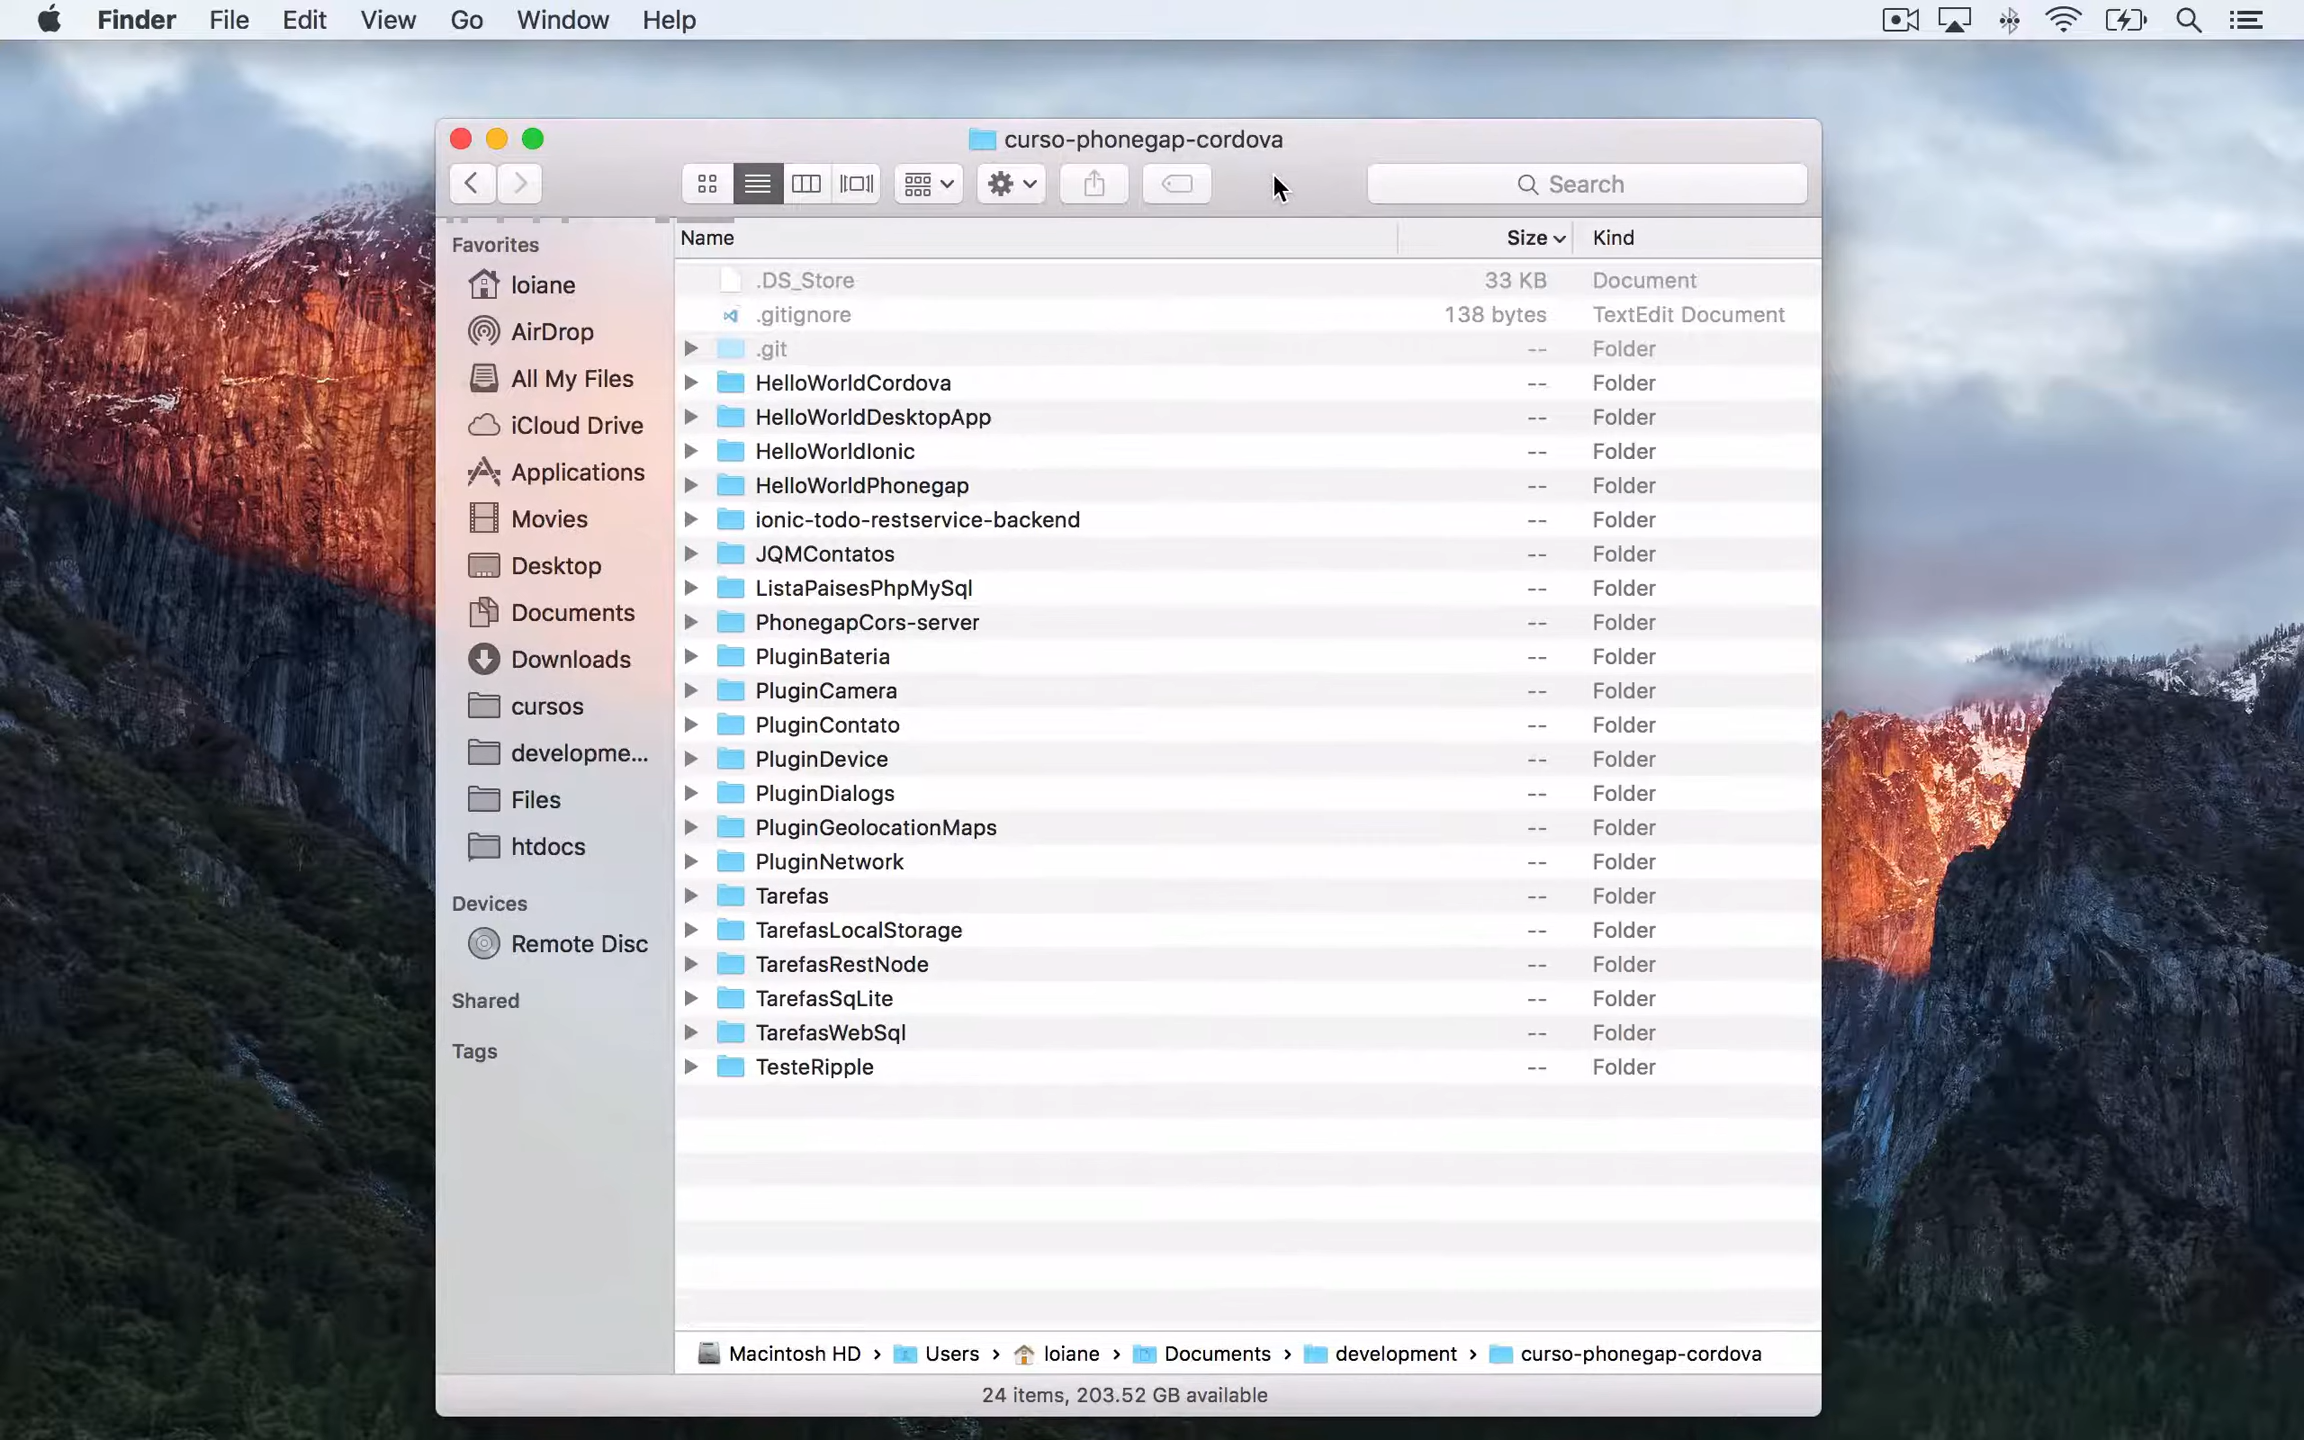 Finder File Edit View Go Window Help
curso-phonegap-cordova
Search
Name Size Kind
Favorites
loiane
AirDrop
All My Files
iCloud Drive
Applications
Movies
Desktop
Documents
Downloads
cursos
developme...
Files
htdocs
Devices
Remote Disc
Shared
Tags
.DS_Store 33 KB Document
.gitignore 138 bytes TextEdit Document
.git -- Folder
HelloWorldCordova -- Folder
HelloWorldDesktopApp -- Folder
HelloWorldIonic -- Folder
HelloWorldPhonegap -- Folder
ionic-todo-restservice-backend -- Folder
JQMContatos -- Folder
ListaPaisesPhpMySql -- Folder
PhonegapCors-server -- Folder
PluginBateria -- Folder
PluginCamera -- Folder
PluginContato -- Folder
PluginDevice -- Folder
PluginDialogs -- Folder
PluginGeolocationMaps -- Folder
PluginNetwork -- Folder
Tarefas -- Folder
TarefasLocalStorage -- Folder
TarefasRestNode -- Folder
TarefasSqLite -- Folder
TarefasWebSql -- Folder
TesteRipple -- Folder
Macintosh HD › Users › loiane › Documents › development › curso-phonegap-cordova
24 items, 203.52 GB available